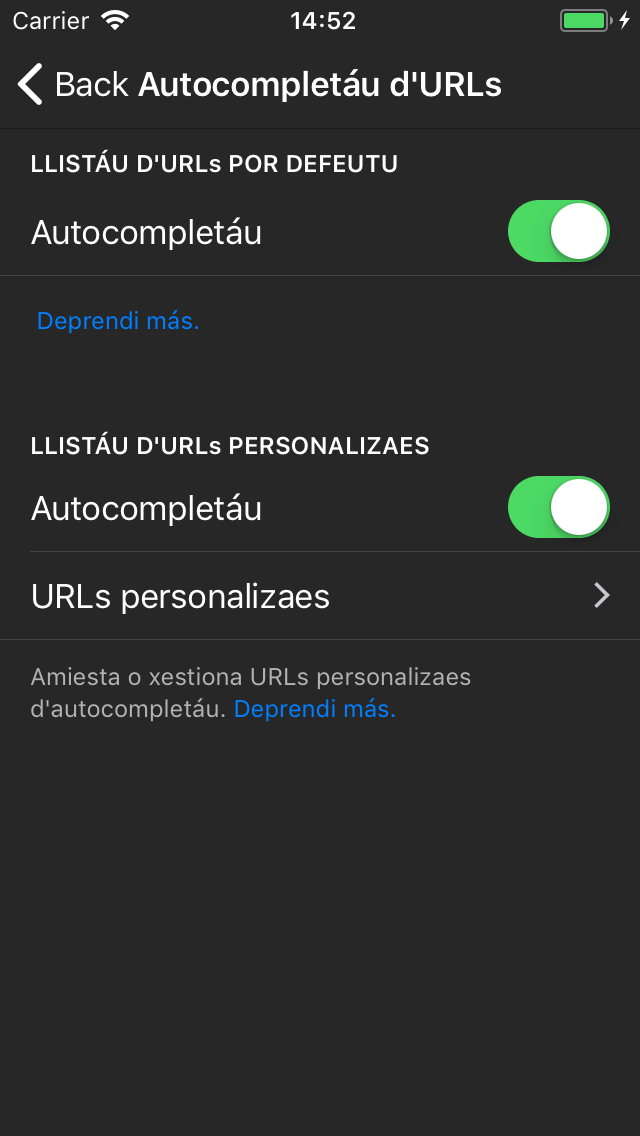 Carrier 14:52
Back Autocompletáu d'URLs
LLISTÁU D'URLs POR DEFEUTU
Autocompletáu
Deprendi más.
LLISTÁU D'URLs PERSONALIZAES
Autocompletáu
URLs personalizaes
Amiesta o xestiona URLs personalizaes
d'autocompletáu. Deprendi más.